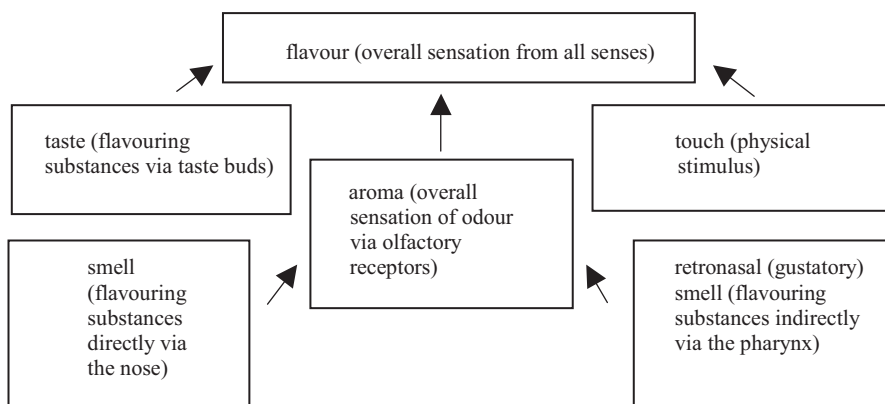 flavour (overall sensation from all senses)
taste (flavouring
substances via taste buds)
touch (physical
stimulus)
aroma (overall
sensation of odour
via olfactory
receptors)
smell
(flavouring
substances
directly via
the nose)
retronasal (gustatory)
smell (flavouring
substances indirectly
via the pharynx)